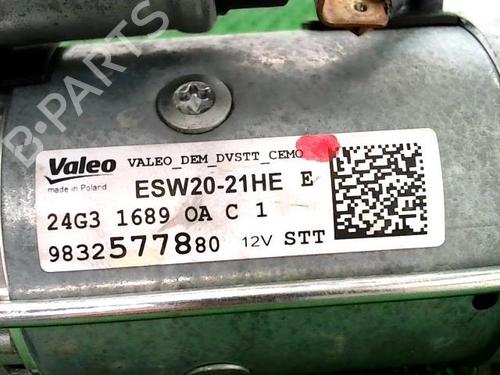 B-PARTS
Valeo VALEO_DEM_DVSTT_CEMO
made in Poland
ESW20-21HE E
24G3 1689 OA C 1
9832577880 12V STT